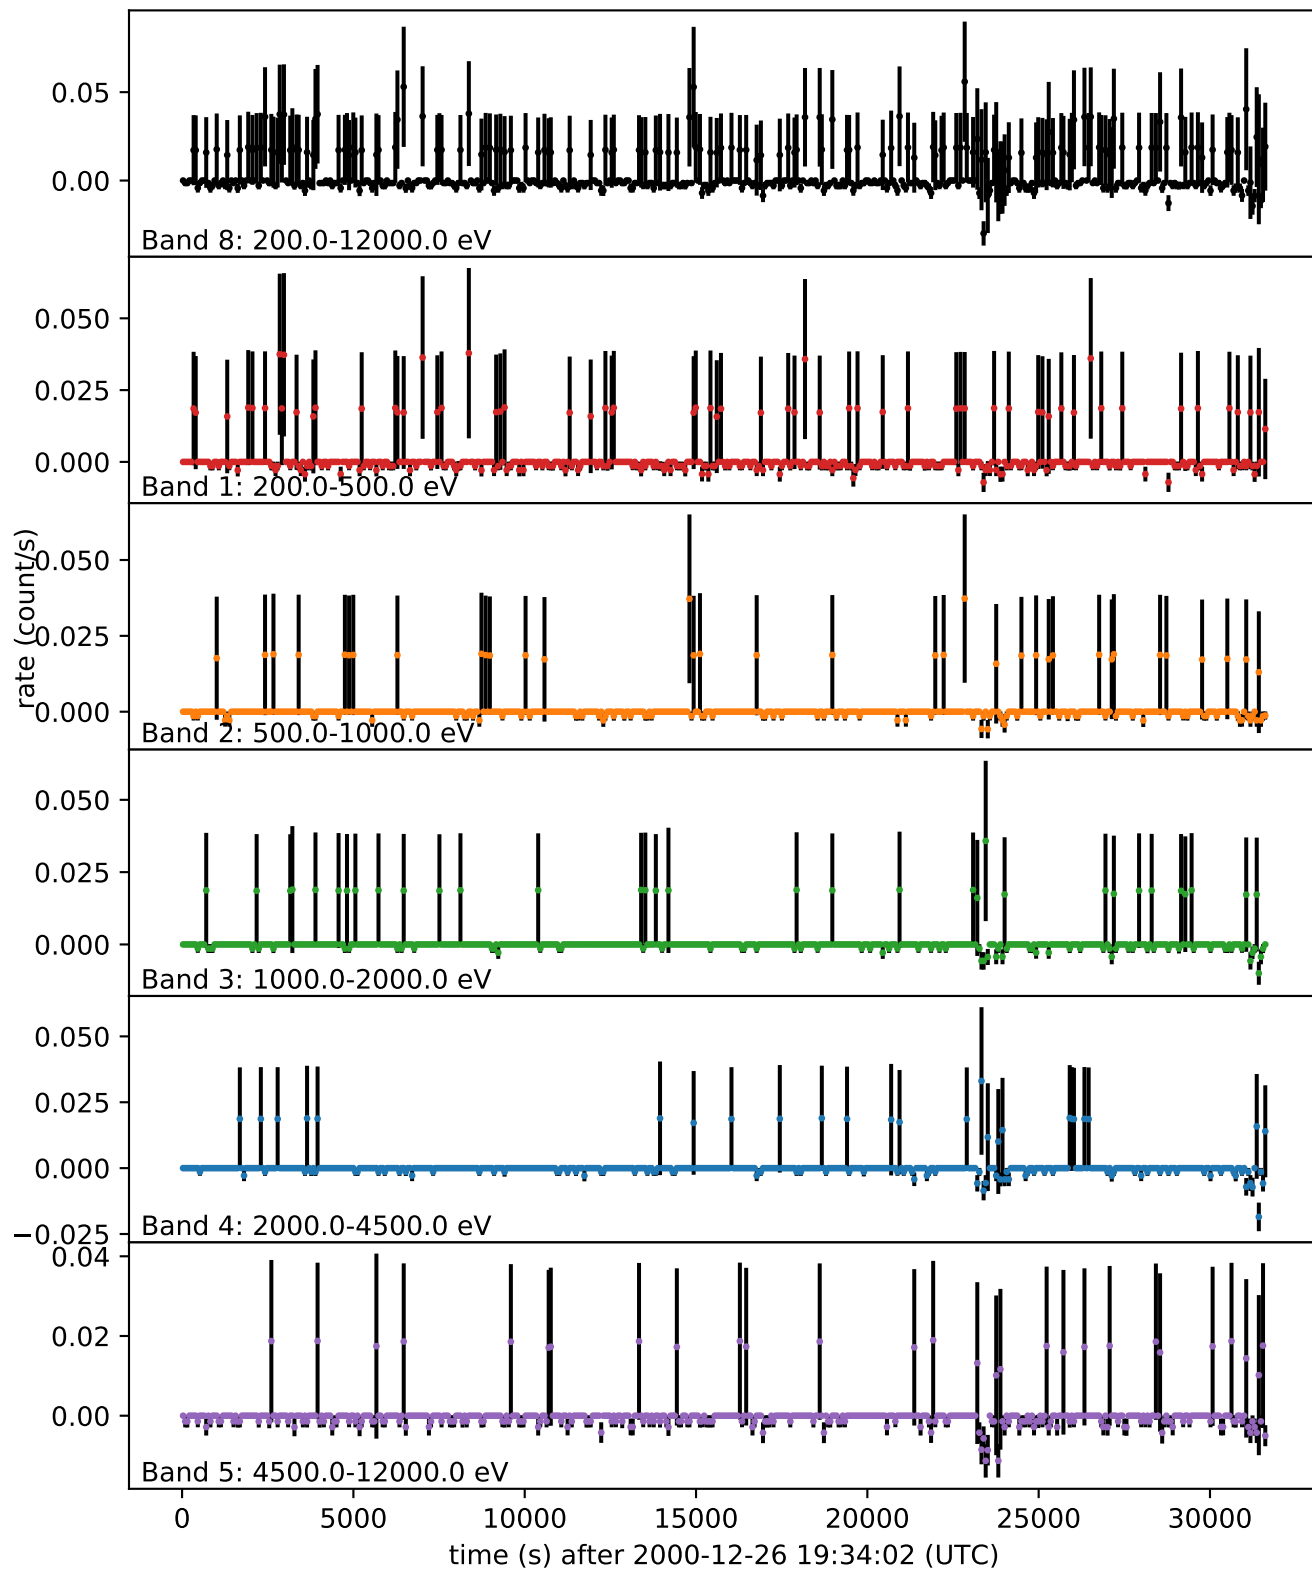 0.05
0.00
Band 8: 200.0-12000.0 eV
0.050
0.025
0.000
Band 1: 200.0-500.0 eV
rate (count/s)
0.050
0.025
0.000
Band 2: 500.0-1000.0 eV
0.050
0.025
0.000
Band 3: 1000.0-2000.0 eV
0.050
0.025
0.000
−0.025
Band 4: 2000.0-4500.0 eV
0.04
0.02
0.00
Band 5: 4500.0-12000.0 eV
0 5000 10000 15000 20000 25000 30000
time (s) after 2000-12-26 19:34:02 (UTC)